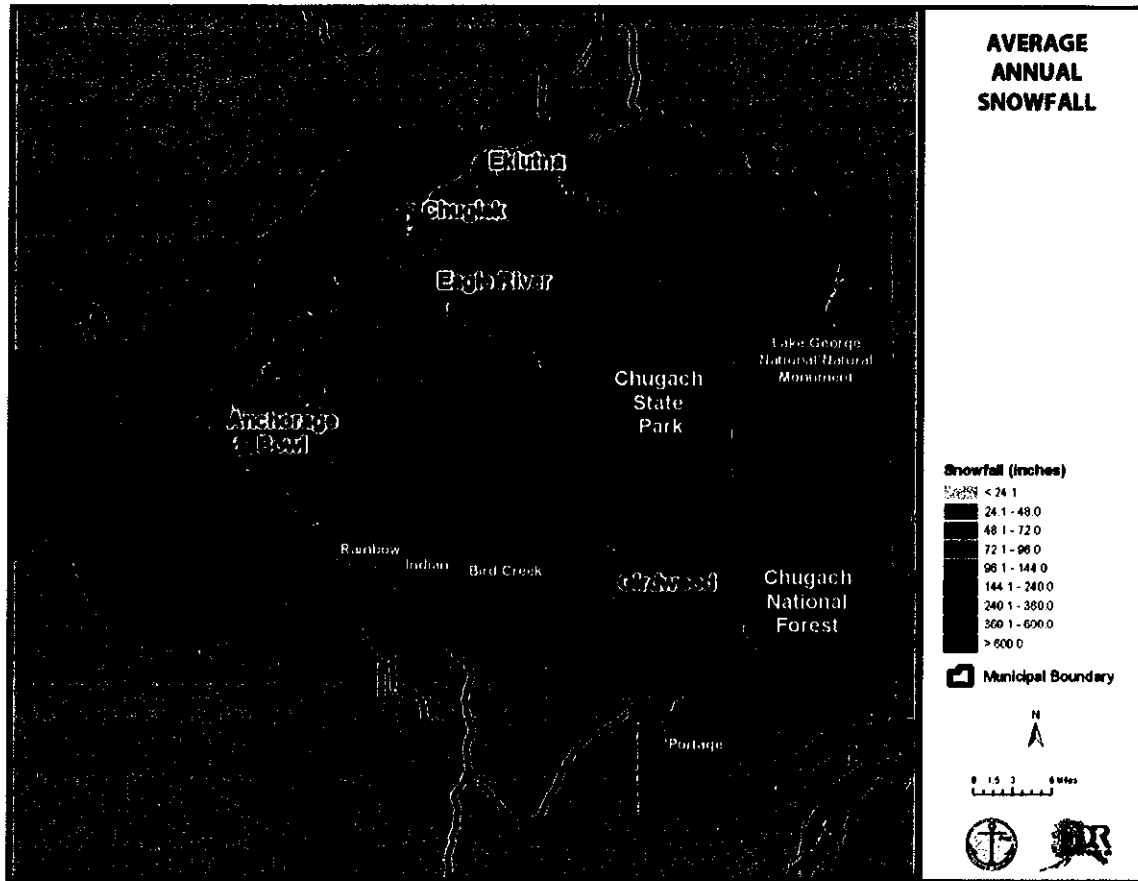 AVERAGE
ANNUAL
SNOWFALL
Eklutna
Chugiak
Eagle River
Lake George
National Natural
Monument
Chugach
State
Park
Anchorage
Bowl
Rainbow
Indian
Bird Creek
Girdwood
Chugach
National
Forest
Portage
Snowfall (inches)
< 24.1
24.1 - 48.0
48.1 - 72.0
72.1 - 96.0
96.1 - 144.0
144.1 - 240.0
240.1 - 360.0
360.1 - 600.0
> 600.0
Municipal Boundary
N
0 1.5 3 6 Miles